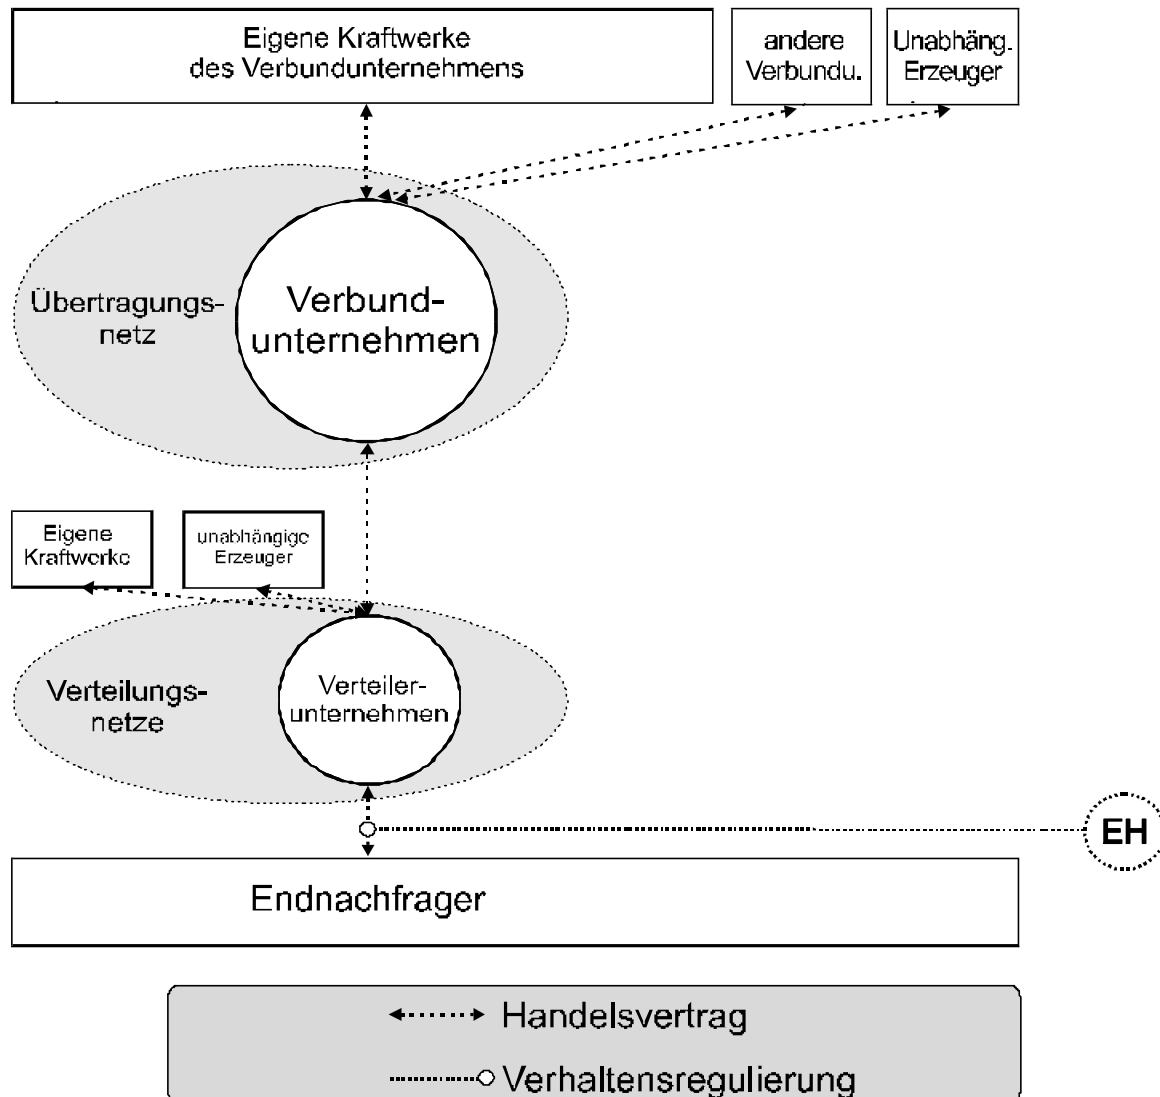 Eigene Kraftwerke
des Verbundunternehmens
andere
Verbundu.
Unabhäng.
Erzeuger
Übertragungs-
netz
Verbund-
unternehmen
Eigene
Kraftwerke
unabhängige
Erzeuger
Verteilungs-
netze
Verteiler-
unternehmen
EH
Endnachfrager
Handelsvertrag
Verhaltensregulierung